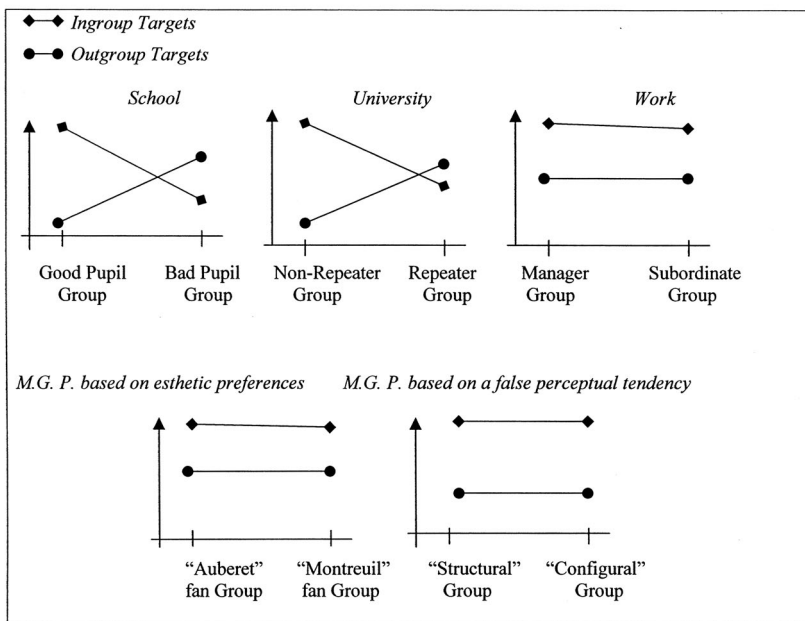 Ingroup Targets
Outgroup Targets
School
University
Work
Good Pupil Group
Bad Pupil Group
Non-Repeater Group
Repeater Group
Manager Group
Subordinate Group
M.G. P. based on esthetic preferences
M.G. P. based on a false perceptual tendency
“Auberet” fan Group
“Montreuil” fan Group
“Structural” Group
“Configural” Group